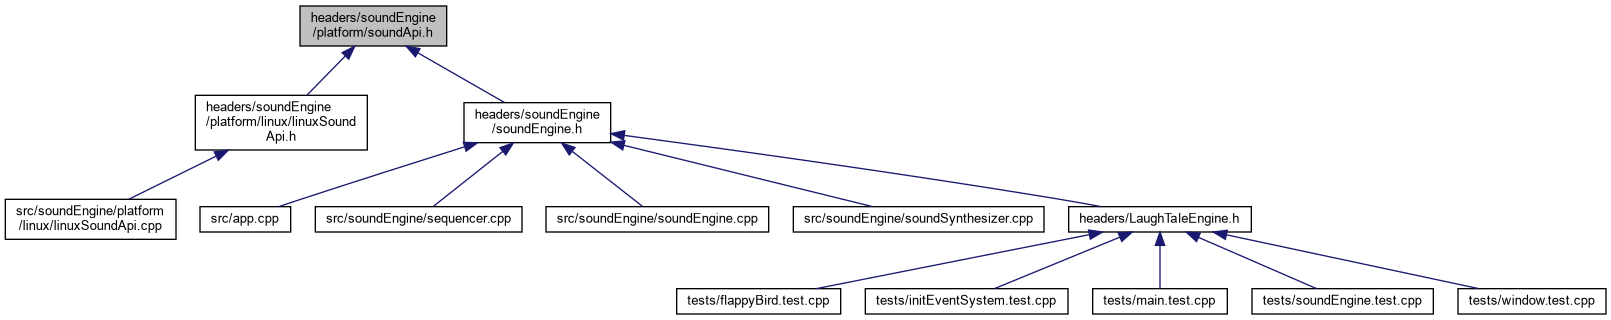 headers/soundEngine
/platform/soundApi.h
headers/soundEngine
/platform/linux/linuxSound
Api.h
headers/soundEngine
/soundEngine.h
src/soundEngine/platform
/linux/linuxSoundApi.cpp
src/app.cpp
src/soundEngine/sequencer.cpp
src/soundEngine/soundEngine.cpp
src/soundEngine/soundSynthesizer.cpp
headers/LaughTaleEngine.h
tests/flappyBird.test.cpp
tests/initEventSystem.test.cpp
tests/main.test.cpp
tests/soundEngine.test.cpp
tests/window.test.cpp